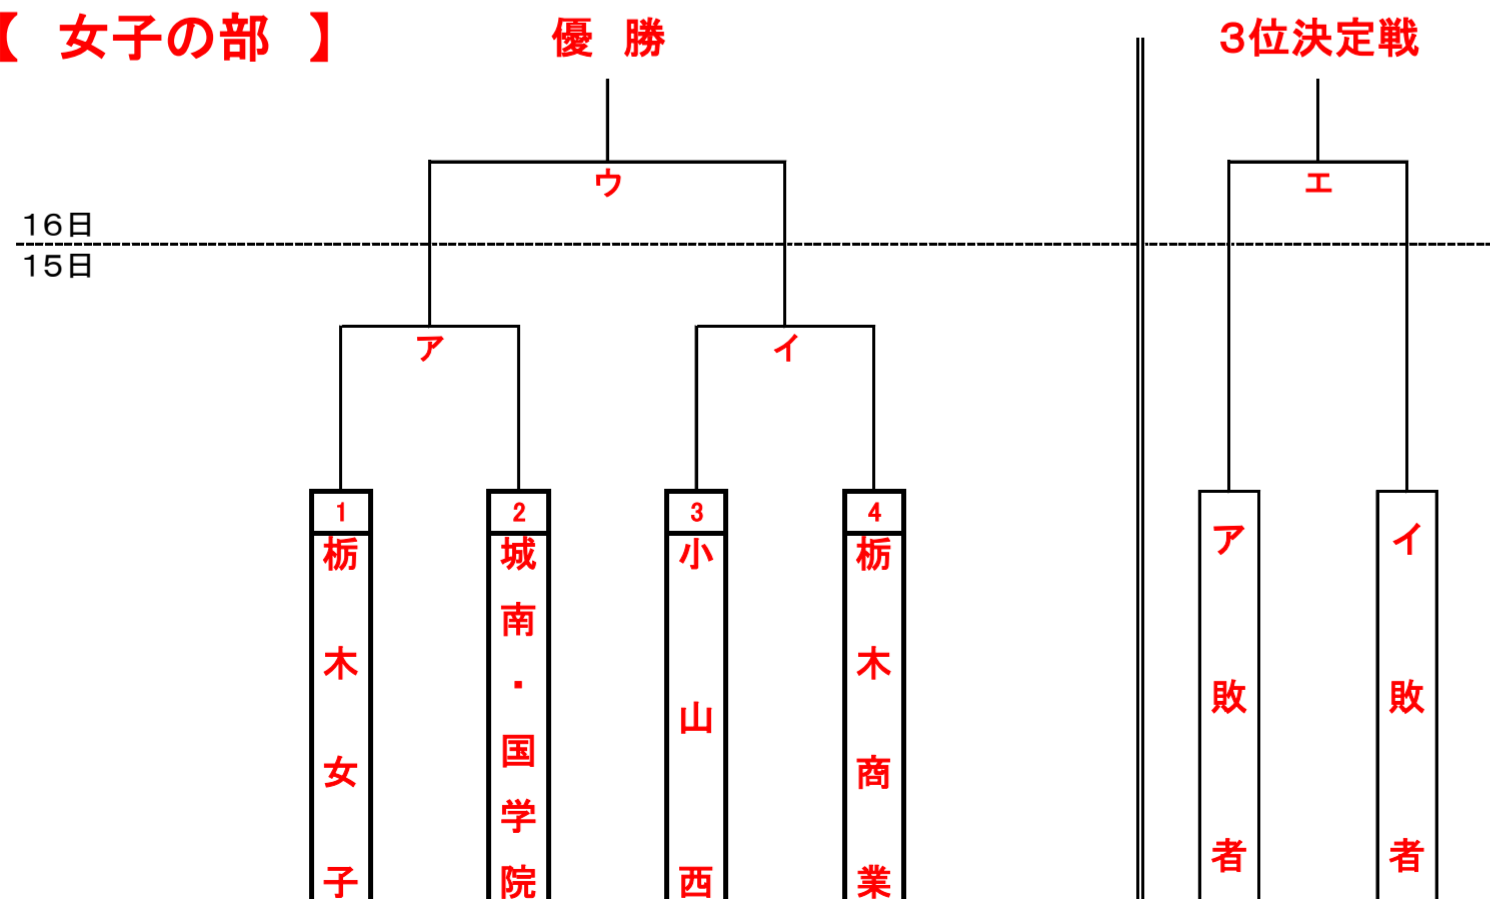 【 女子の部 】
優 勝
3位決定戦
ウ
エ
16日
15日
ア
イ
1
2
3
4
栃木女子
城南・国学院
小山西
栃木商業
ア敗者
イ敗者